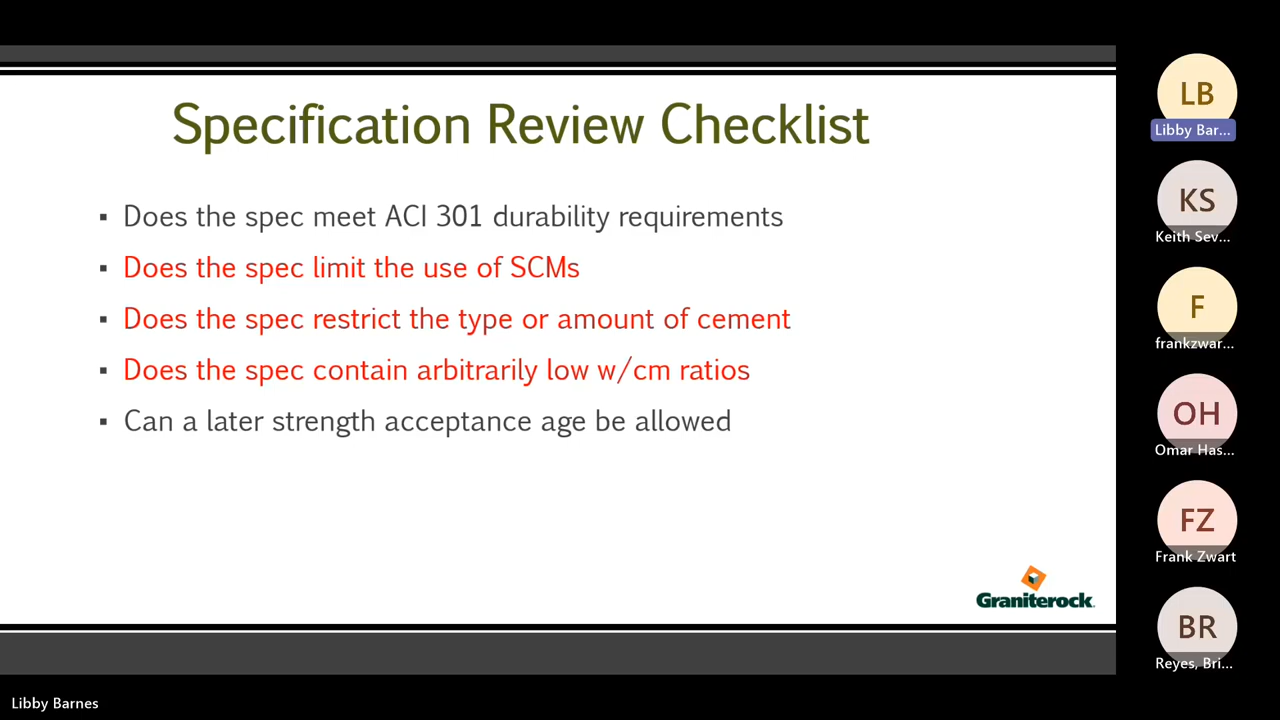 Specification Review Checklist
▪ Does the spec meet ACI 301 durability requirements
▪ Does the spec limit the use of SCMs
▪ Does the spec restrict the type or amount of cement
▪ Does the spec contain arbitrarily low w/cm ratios
▪ Can a later strength acceptance age be allowed
Graniterock
LB
Libby Bar...
KS
Keith Sev...
F
frankzwar...
OH
Omar Has...
FZ
Frank Zwart
BR
Reyes, Bri...
Libby Barnes